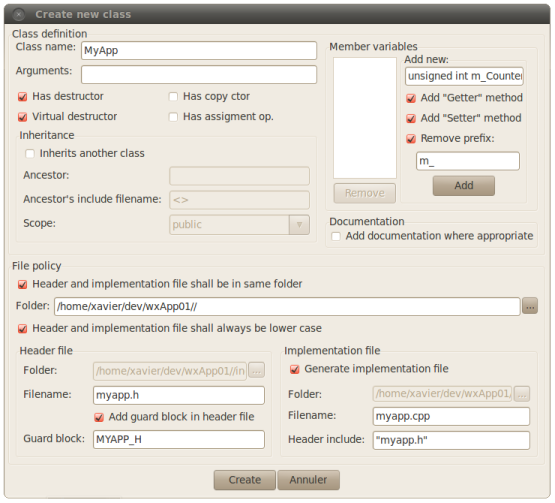 Create new class
Class definition
Class name: MyApp
Arguments:
Has destructor
Has copy ctor
Virtual destructor
Has assigment op.
Inheritance
Inherits another class
Ancestor:
Ancestor's include filename: <>
Scope: public
Member variables
Add new:
unsigned int m_Counter
Add "Getter" method
Add "Setter" method
Remove prefix:
m_
Remove
Add
Documentation
Add documentation where appropriate
File policy
Header and implementation file shall be in same folder
Folder: /home/xavier/dev/wxApp01// ...
Header and implementation file shall always be lower case
Header file
Folder: /home/xavier/dev/wxApp01//in ...
Filename: myapp.h
Add guard block in header file
Guard block: MYAPP_H
Implementation file
Generate implementation file
Folder: /home/xavier/dev/wxApp01/ ...
Filename: myapp.cpp
Header include: "myapp.h"
Create
Annuler